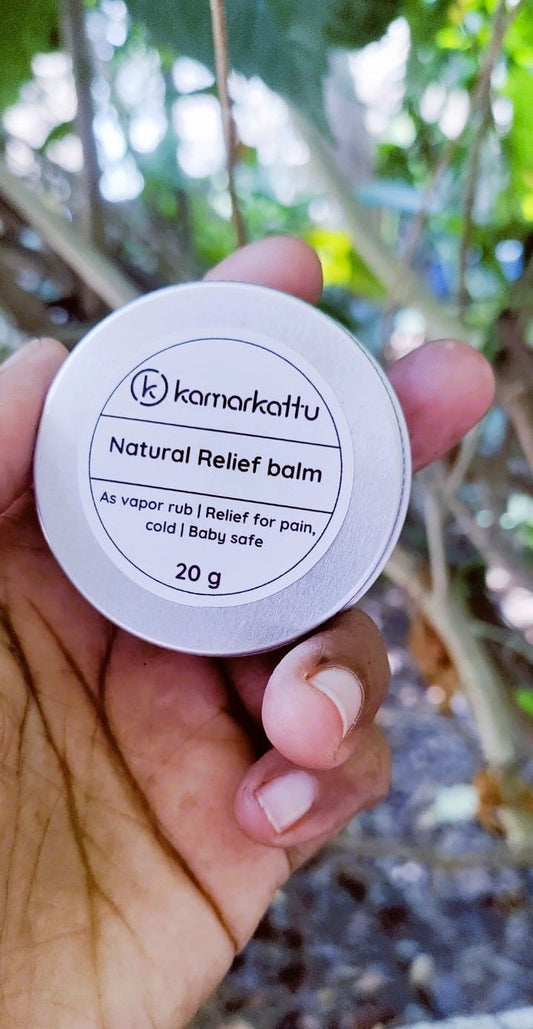 k kamarkattu
Natural Relief balm
As vapor rub | Relief for pain,
cold | Baby safe
20 g